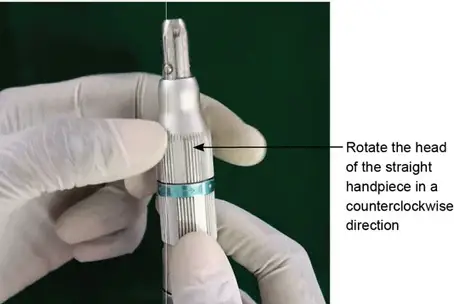 Rotate the head
of the straight
handpiece in a
counterclockwise
direction